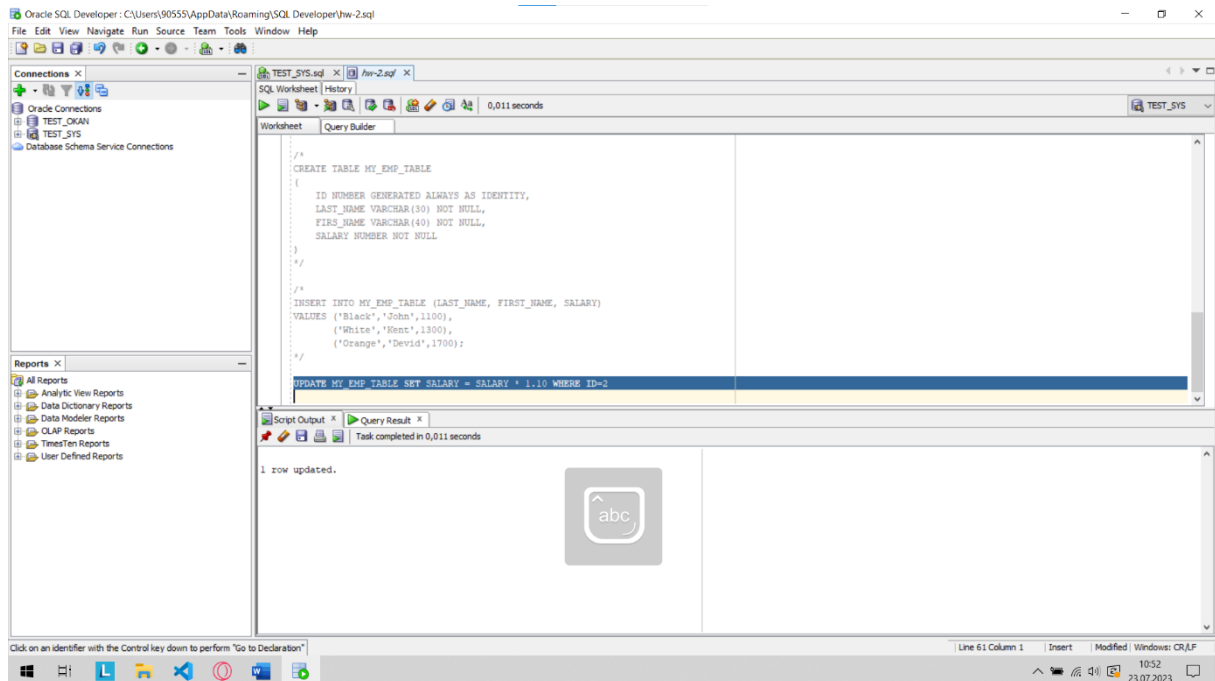 Oracle SQL Developer : C:\Users\90555\AppData\Roaming\SQL Developer\hw-2.sql
File Edit View Navigate Run Source Team Tools Window Help
Connections
Oracle Connections
TEST_OKAN
TEST_SYS
Database Schema Service Connections
TEST_SYS.sql hw-2.sql
SQL Worksheet History
0,011 seconds
TEST_SYS
Worksheet Query Builder
/*
CREATE TABLE MY_EMP_TABLE
(
ID NUMBER GENERATED ALWAYS AS IDENTITY,
LAST_NAME VARCHAR(30) NOT NULL,
FIRS_NAME VARCHAR(40) NOT NULL,
SALARY NUMBER NOT NULL
)
*/
/*
INSERT INTO MY_EMP_TABLE (LAST_NAME, FIRST_NAME, SALARY)
VALUES ('Black','John',1100),
('White','Kent',1300),
('Orange','Devid',1700);
*/
UPDATE MY_EMP_TABLE SET SALARY = SALARY * 1.10 WHERE ID=2
Reports
All Reports
Analytic View Reports
Data Dictionary Reports
Data Modeler Reports
OLAP Reports
TimesTen Reports
User Defined Reports
Script Output Query Result
Task completed in 0,011 seconds
1 row updated.
abc
Click on an identifier with the Control key down to perform "Go to Declaration"
Line 61 Column 1 Insert Modified Windows: CR/LF
10:52
23.07.2023